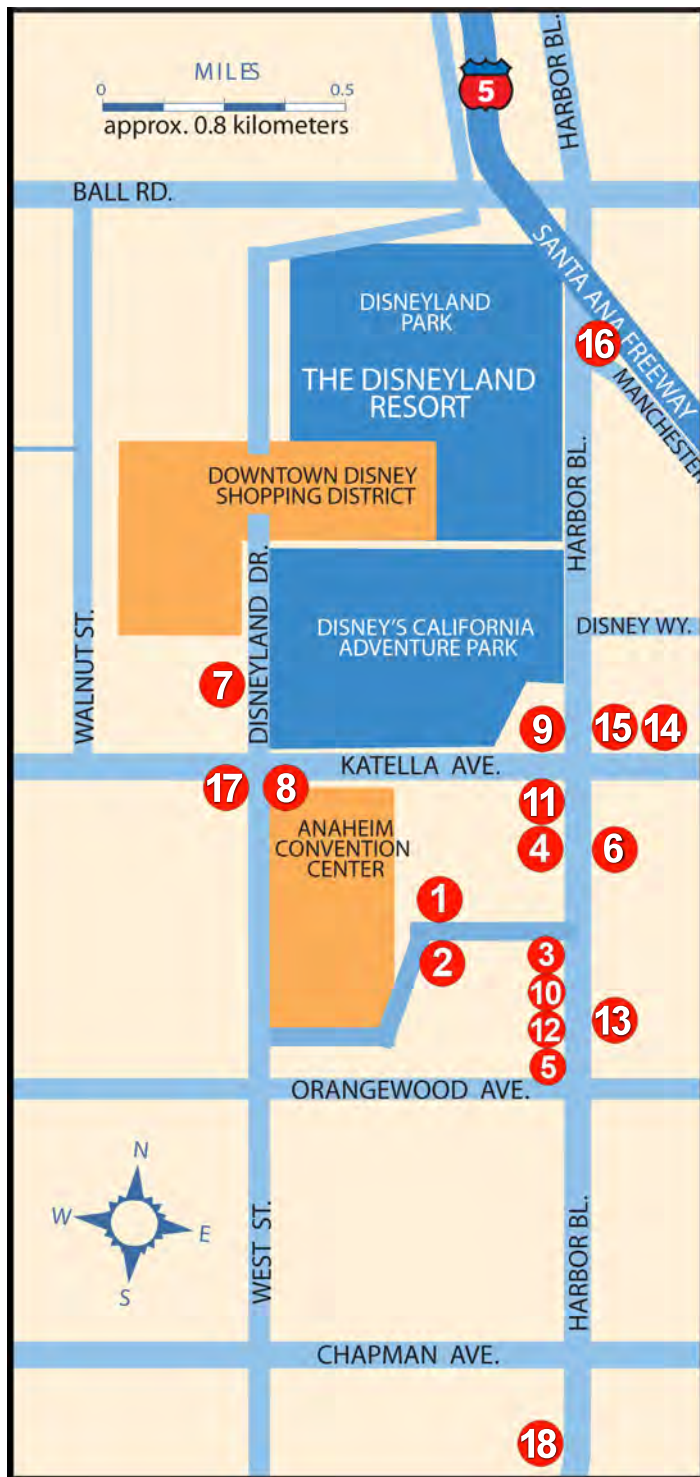 MILES
0 0.5
approx. 0.8 kilometers
5
HARBOR BL.
BALL RD.
SANTA ANA FREEWAY
DISNEYLAND
PARK
THE DISNEYLAND
RESORT
16
MANCHESTER
HARBOR BL.
DOWNTOWN DISNEY
SHOPPING DISTRICT
WALNUT ST.
DISNEYLAND DR.
DISNEY'S CALIFORNIA
ADVENTURE PARK
DISNEY WY.
7
9
15
14
KATELLA AVE.
17
8
11
ANAHEIM
CONVENTION
CENTER
4
6
1
2
3
10
12
13
5
ORANGEWOOD AVE.
N
W
E
S
WEST ST.
HARBOR BL.
CHAPMAN AVE.
18